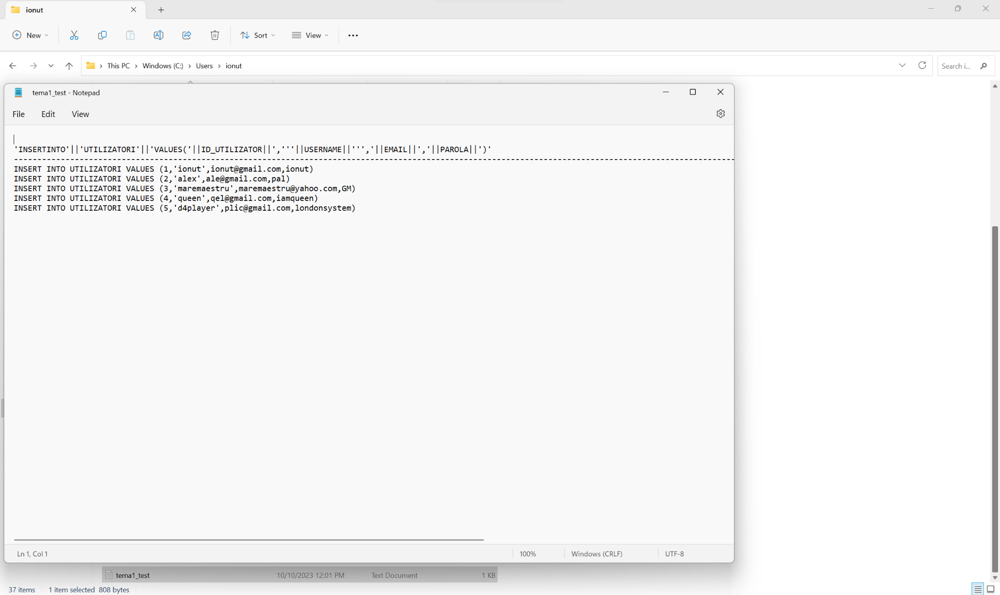 ionut
New
Sort
View
This PC > Windows (C:) > Users > ionut
Search i...
tema1_test - Notepad
File Edit View
'INSERTINTO'||'UTILIZATORI'||'VALUES('||ID_UTILIZATOR||','''||USERNAME||''','||EMAIL||','||PAROLA||')'
--------------------------------------------------------------------------------------------------------------------------------------------------------
INSERT INTO UTILIZATORI VALUES (1,'ionut',ionut@gmail.com,ionut)
INSERT INTO UTILIZATORI VALUES (2,'alex',ale@gmail.com,pal)
INSERT INTO UTILIZATORI VALUES (3,'maremaestru',maremaestru@yahoo.com,GM)
INSERT INTO UTILIZATORI VALUES (4,'queen',qel@gmail.com,iamqueen)
INSERT INTO UTILIZATORI VALUES (5,'d4player',plic@gmail.com,londonsystem)
Ln 1, Col 1 100% Windows (CRLF) UTF-8
tema1_test 10/10/2023 12:01 PM Text Document 1 KB
37 items 1 item selected 808 bytes